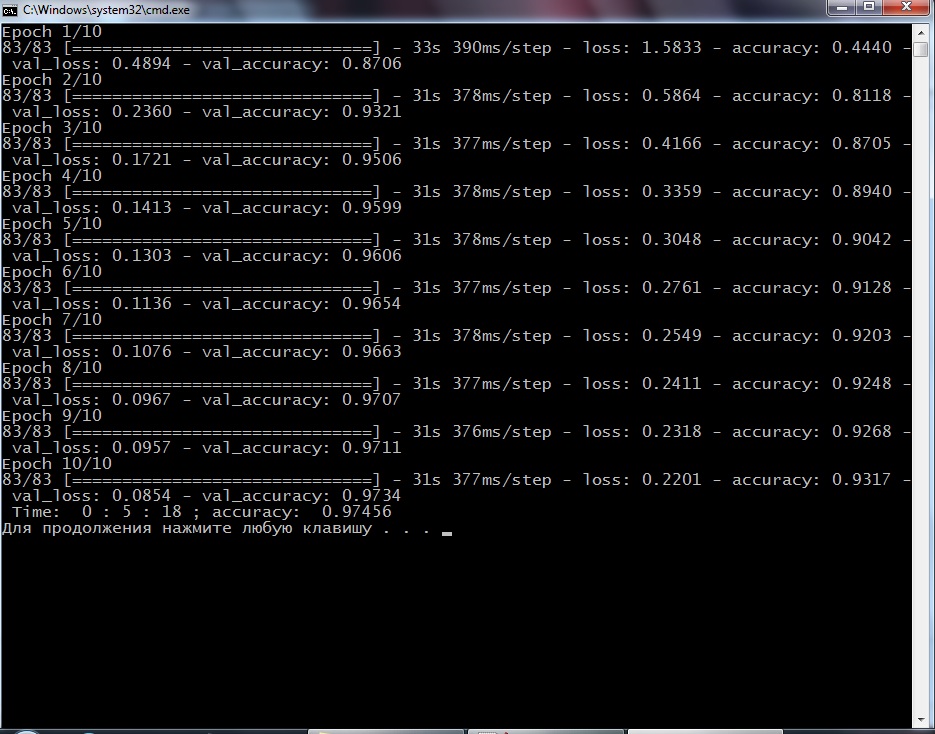 C:\Windows\system32\cmd.exe
Epoch 1/10
83/83 [==============================] - 33s 390ms/step - loss: 1.5833 - accuracy: 0.4440 -
 val_loss: 0.4894 - val_accuracy: 0.8706
Epoch 2/10
83/83 [==============================] - 31s 378ms/step - loss: 0.5864 - accuracy: 0.8118 -
 val_loss: 0.2360 - val_accuracy: 0.9321
Epoch 3/10
83/83 [==============================] - 31s 377ms/step - loss: 0.4166 - accuracy: 0.8705 -
 val_loss: 0.1721 - val_accuracy: 0.9506
Epoch 4/10
83/83 [==============================] - 31s 378ms/step - loss: 0.3359 - accuracy: 0.8940 -
 val_loss: 0.1413 - val_accuracy: 0.9599
Epoch 5/10
83/83 [==============================] - 31s 378ms/step - loss: 0.3048 - accuracy: 0.9042 -
 val_loss: 0.1303 - val_accuracy: 0.9606
Epoch 6/10
83/83 [==============================] - 31s 377ms/step - loss: 0.2761 - accuracy: 0.9128 -
 val_loss: 0.1136 - val_accuracy: 0.9654
Epoch 7/10
83/83 [==============================] - 31s 378ms/step - loss: 0.2549 - accuracy: 0.9203 -
 val_loss: 0.1076 - val_accuracy: 0.9663
Epoch 8/10
83/83 [==============================] - 31s 377ms/step - loss: 0.2411 - accuracy: 0.9248 -
 val_loss: 0.0967 - val_accuracy: 0.9707
Epoch 9/10
83/83 [==============================] - 31s 376ms/step - loss: 0.2318 - accuracy: 0.9268 -
 val_loss: 0.0957 - val_accuracy: 0.9711
Epoch 10/10
83/83 [==============================] - 31s 377ms/step - loss: 0.2201 - accuracy: 0.9317 -
 val_loss: 0.0854 - val_accuracy: 0.9734
 Time:  0 : 5 : 18 ; accuracy:  0.97456
Для продолжения нажмите любую клавишу . . .